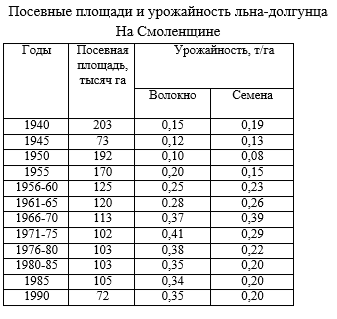 Посевные площади и урожайность льна-долгунца
На Смоленщине
Годы Посевная площадь, тысяч га Урожайность, т/га
Волокно Семена
1940 203 0,15 0,19
1945 73 0,12 0,13
1950 192 0,10 0,08
1955 170 0,20 0,15
1956-60 125 0,25 0,23
1961-65 120 0.28 0,26
1966-70 113 0,37 0,39
1971-75 102 0,41 0,29
1976-80 103 0,38 0,22
1980-85 103 0,35 0,20
1985 105 0,34 0,20
1990 72 0,35 0,20